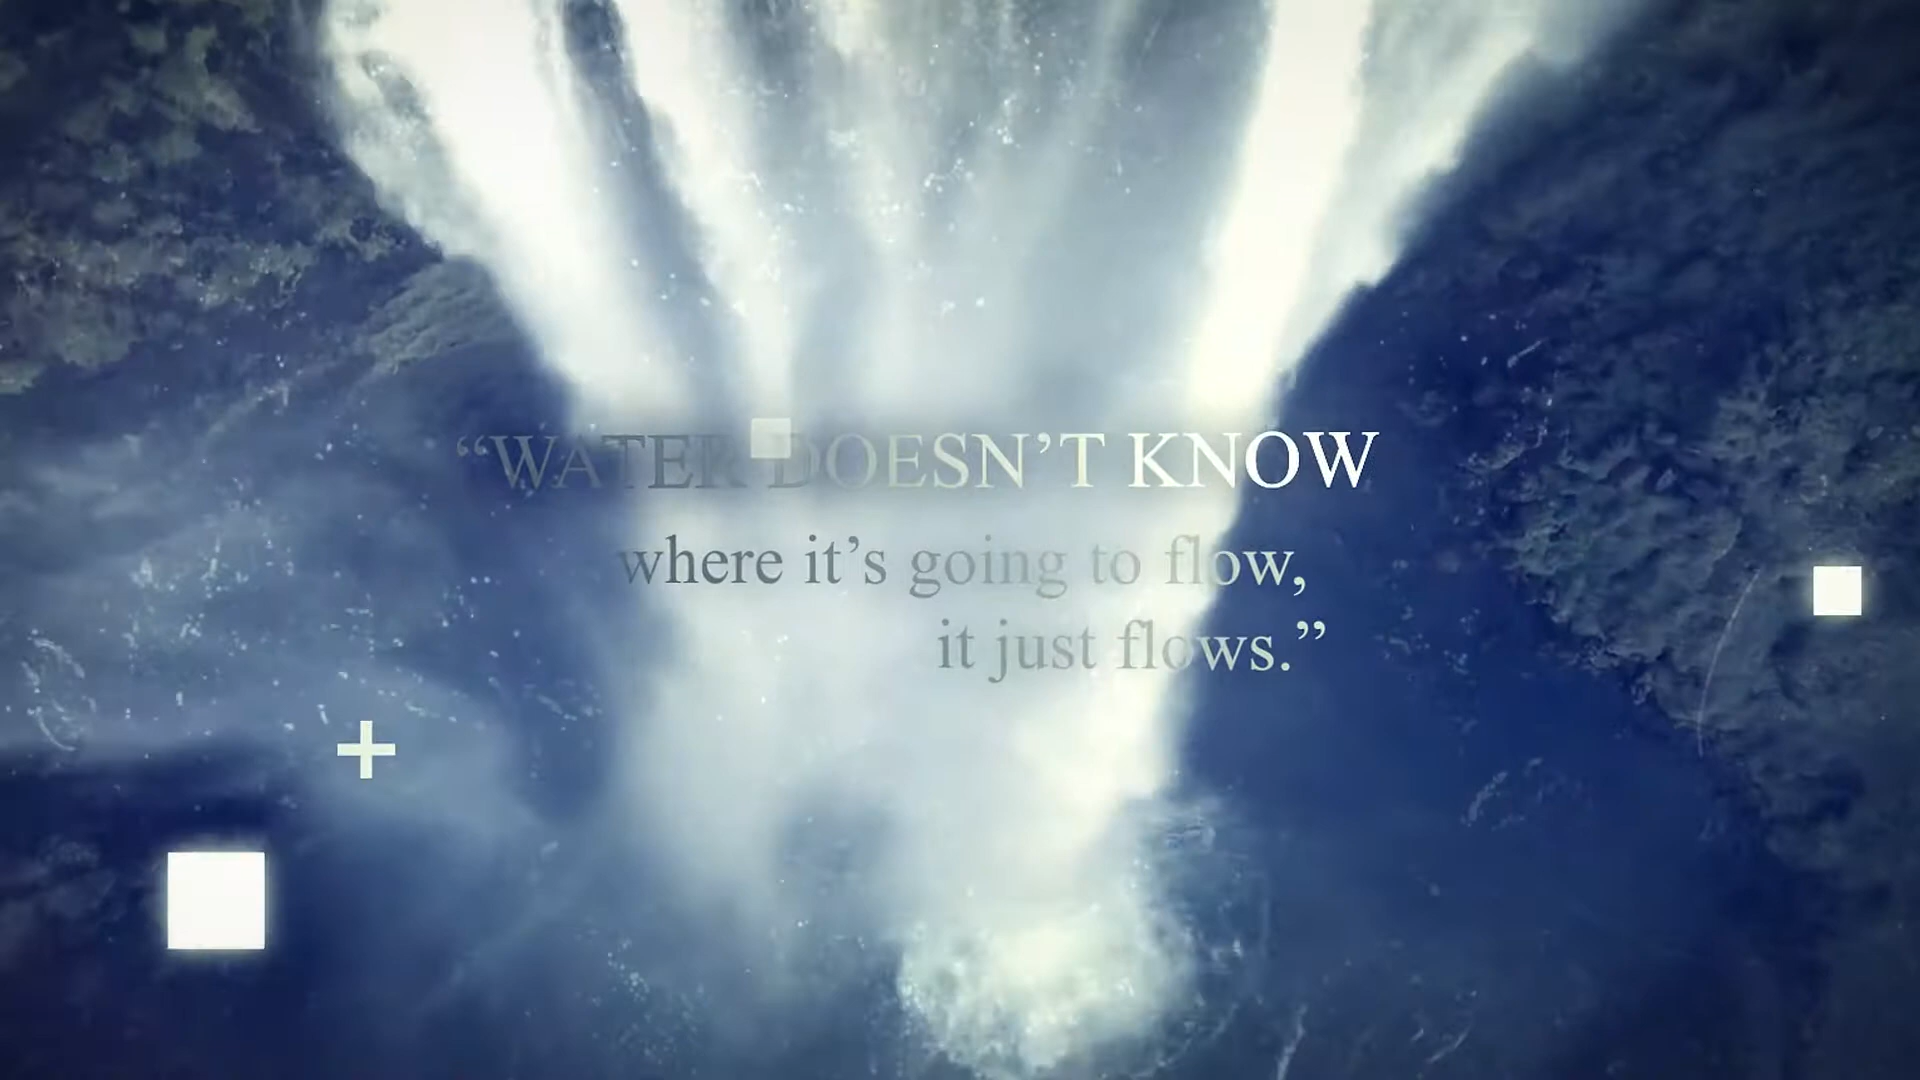 “WATER DOESN’T KNOW
where it’s going to flow,
it just flows.”